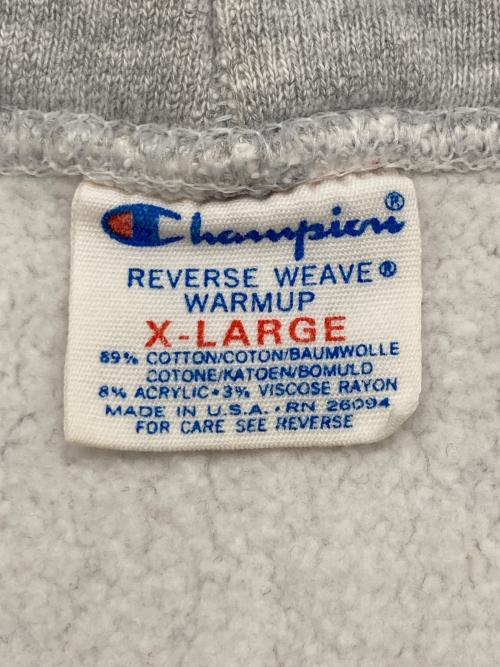 Champion®
REVERSE WEAVE®
WARMUP
X-LARGE
89% COTTON/COTON/BAUMWOLLE
COTONE/KATOEN/BOMULD
8% ACRYLIC•3% VISCOSE RAYON
MADE IN U.S.A.•RN 26094
FOR CARE SEE REVERSE